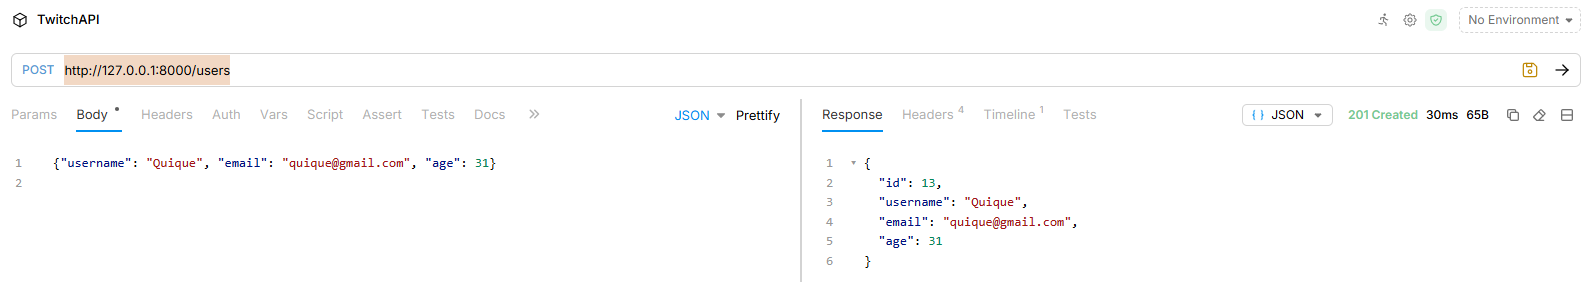 TwitchAPI
No Environment
POST http://127.0.0.1:8000/users
Params Body Headers Auth Vars Script Assert Tests Docs JSON Prettify
1 {"username": "Quique", "email": "quique@gmail.com", "age": 31}
2
Response Headers 4 Timeline 1 Tests { } JSON 201 Created 30ms 65B
1 {
2 "id": 13,
3 "username": "Quique",
4 "email": "quique@gmail.com",
5 "age": 31
6 }